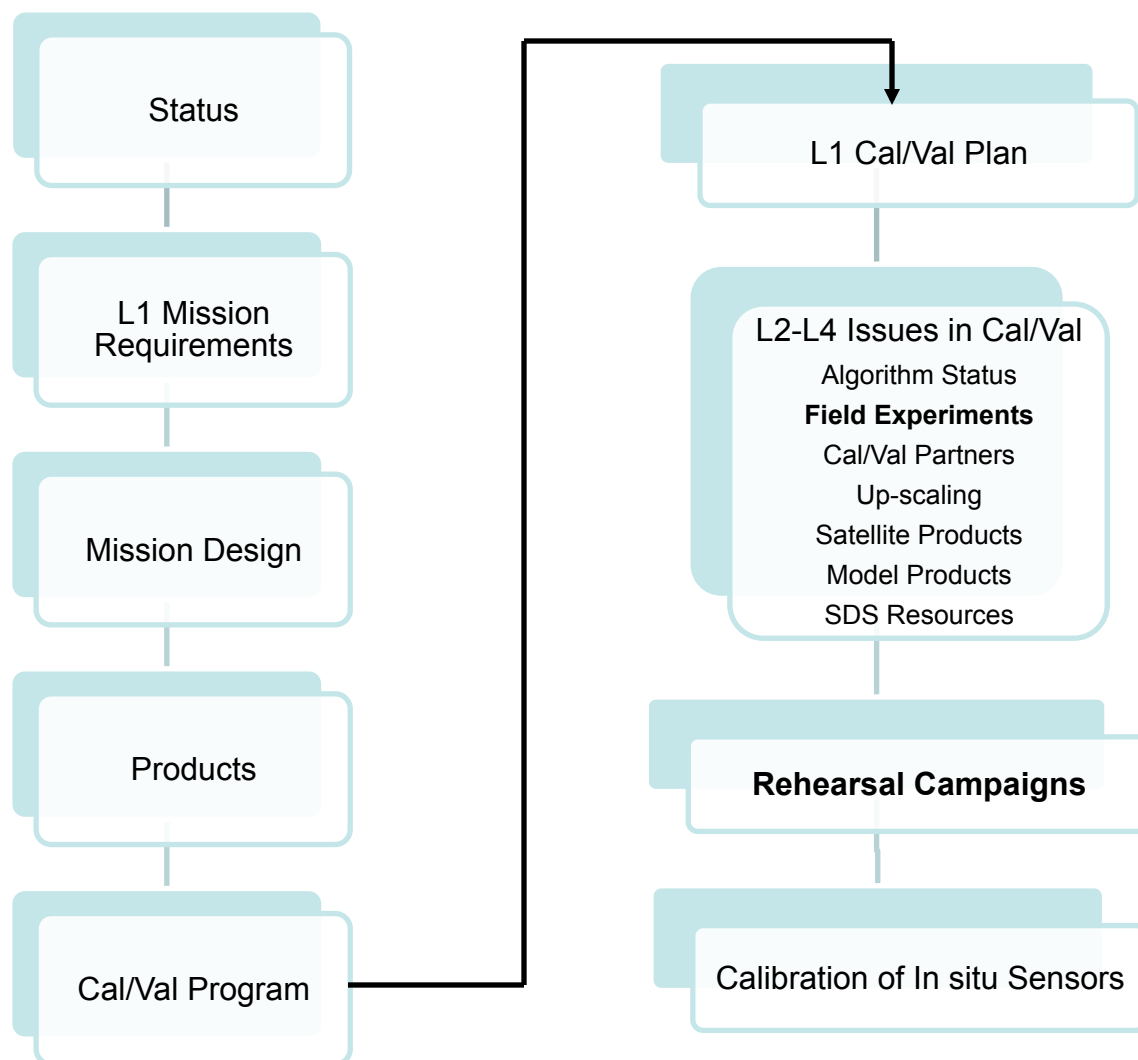 Status
L1 Mission
Requirements
Mission Design
Products
Cal/Val Program
L1 Cal/Val Plan
L2-L4 Issues in Cal/Val
Algorithm Status
Field Experiments
Cal/Val Partners
Up-scaling
Satellite Products
Model Products
SDS Resources
Rehearsal Campaigns
Calibration of In situ Sensors